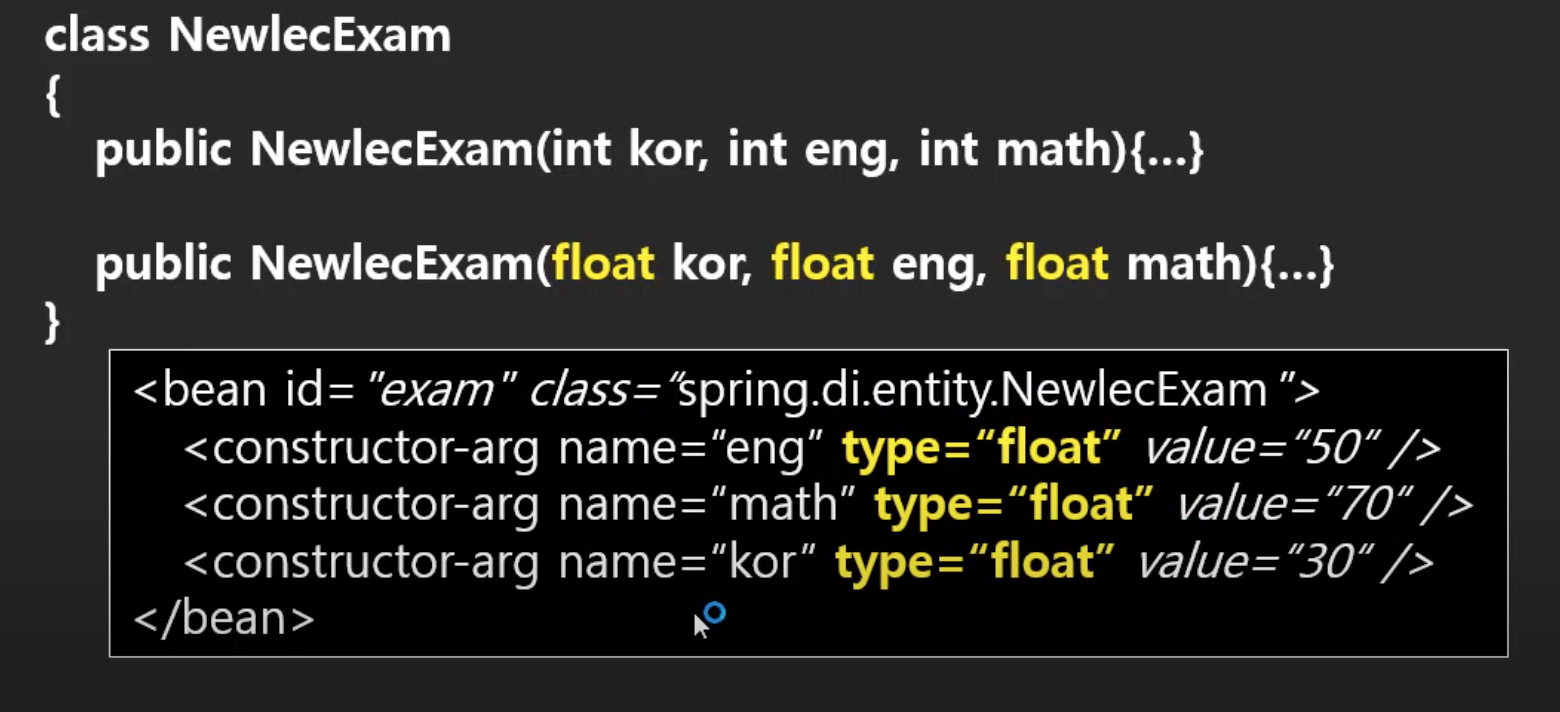 class NewlecExam
{
public NewlecExam(int kor, int eng, int math){...}
public NewlecExam(float kor, float eng, float math){...}
}
<bean id="exam" class="spring.di.entity.NewlecExam ">
<constructor-arg name="eng" type="float" value="50" />
<constructor-arg name="math" type="float" value="70" />
<constructor-arg name="kor" type="float" value="30" />
</bean>